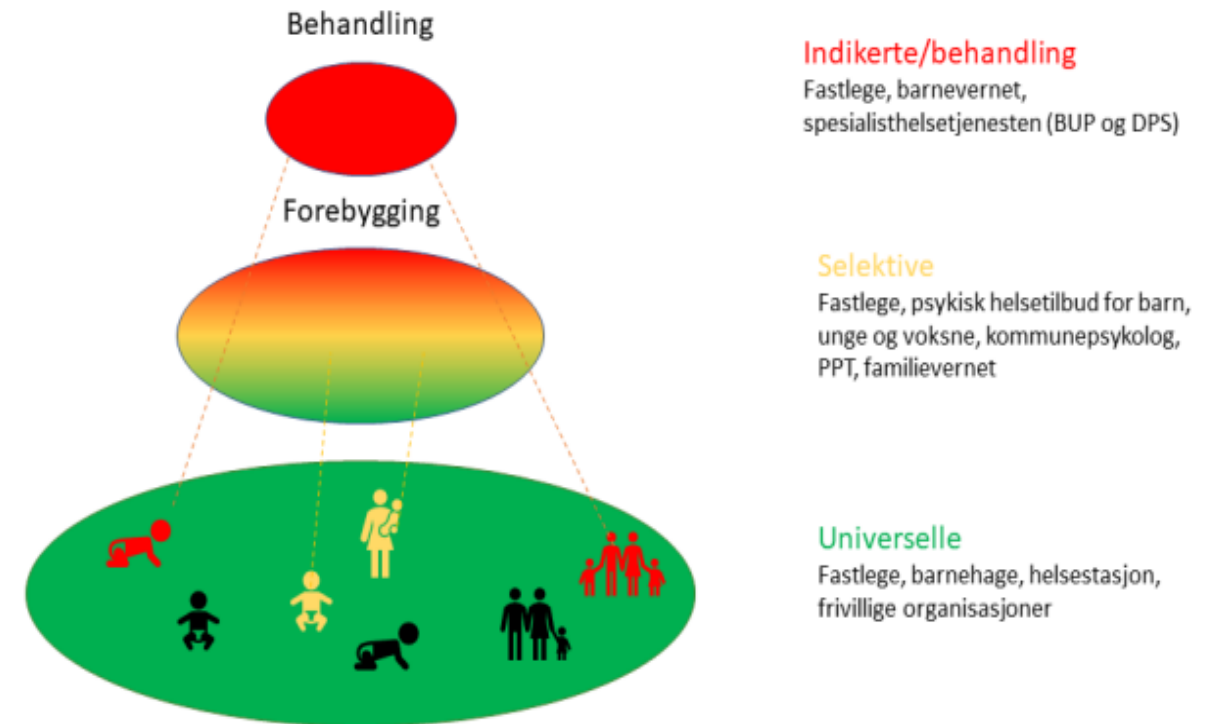 Behandling
Indikerte/behandling
Fastlege, barnevernet,
spesialisthelsetjenesten (BUP og DPS)
Forebygging
Selektive
Fastlege, psykisk helsetilbud for barn,
unge og voksne, kommunepsykolog,
PPT, familievernet
Universelle
Fastlege, barnehage, helsestasjon,
frivillige organisasjoner